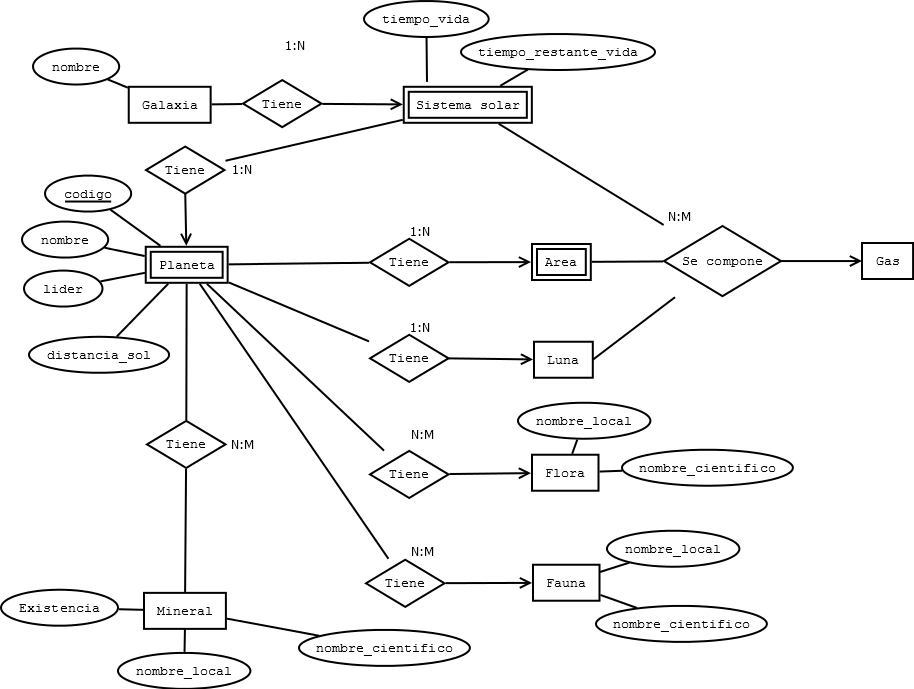 tiempo_vida
1:N
tiempo_restante_vida
nombre
Galaxia
Tiene
Sistema solar
Tiene
1:N
codigo
N:M
nombre
1:N
Planeta
Tiene
Area
Se compone
Gas
lider
1:N
distancia_sol
Tiene
Luna
nombre_local
N:M
Tiene
N:M
Tiene
Flora
nombre_cientifico
N:M
nombre_local
Tiene
Fauna
Existencia
Mineral
nombre_cientifico
nombre_cientifico
nombre_local